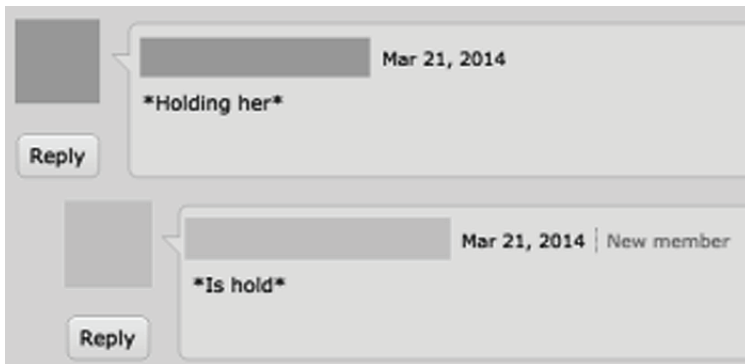 Mar 21, 2014
*Holding her*
Reply
Mar 21, 2014 New member
*Is hold*
Reply